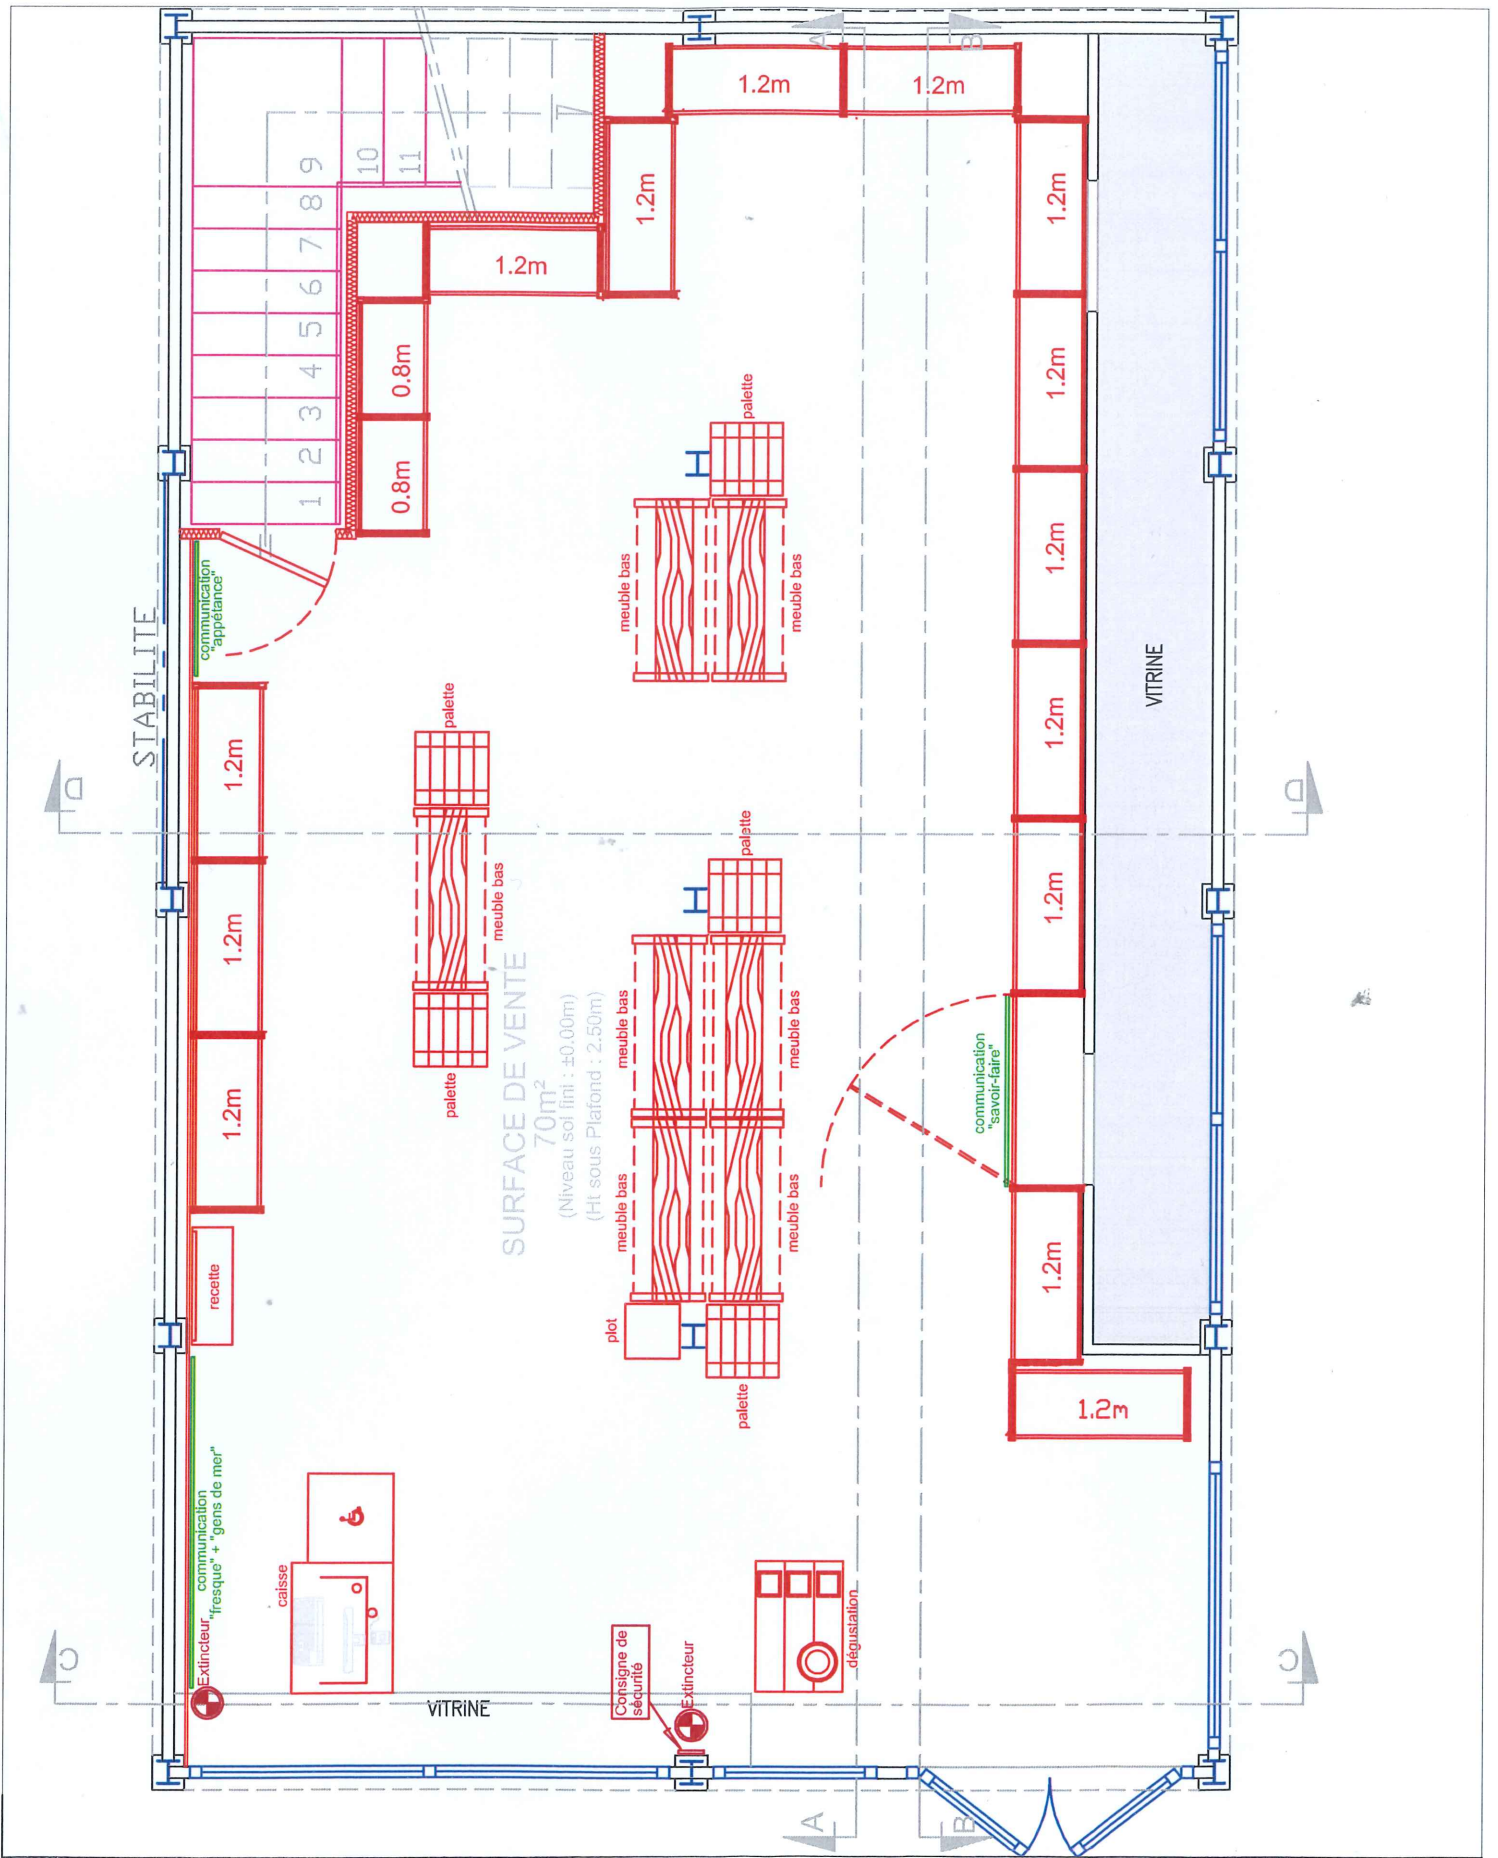 A
B
1.2m
1.2m
9
10
11
8
7
6
5
4
3
2
1
1.2m
1.2m
1.2m
0.8m
0.8m
1.2m
1.2m
1.2m
1.2m
1.2m
palette
meuble bas
meuble bas
communication
"appétance"
STABILITE
VITRINE
D
D
1.2m
1.2m
1.2m
palette
meuble bas
palette
palette
SURFACE DE VENTE
70m²
(Niveau sol fini : ±0.00m)
(Ht sous Plafond : 2.50m)
meuble bas
meuble bas
meuble bas
meuble bas
communication
"savoir-faire"
1.2m
1.2m
recette
plot
palette
communication
"fresque" + "gens de mer"
caisse
Extincteur
C
C
VITRINE
Consigne de
sécurité
Extincteur
dégustation
A
B